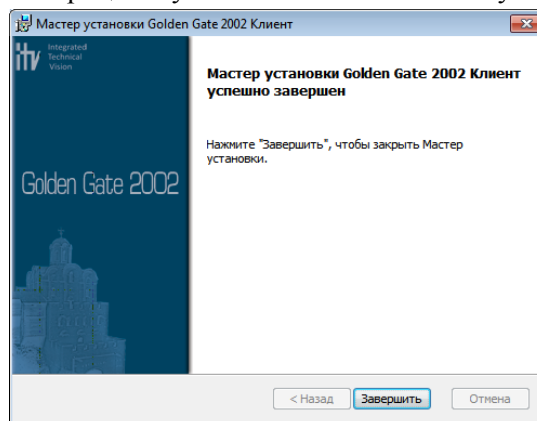 Мастер установки Golden Gate 2002 Клиент
itv Integrated
Technical
Vision
Мастер установки Golden Gate 2002 Клиент
успешно завершен
Нажмите "Завершить", чтобы закрыть Мастер
установки.
Golden Gate 2002
< Назад Завершить Отмена